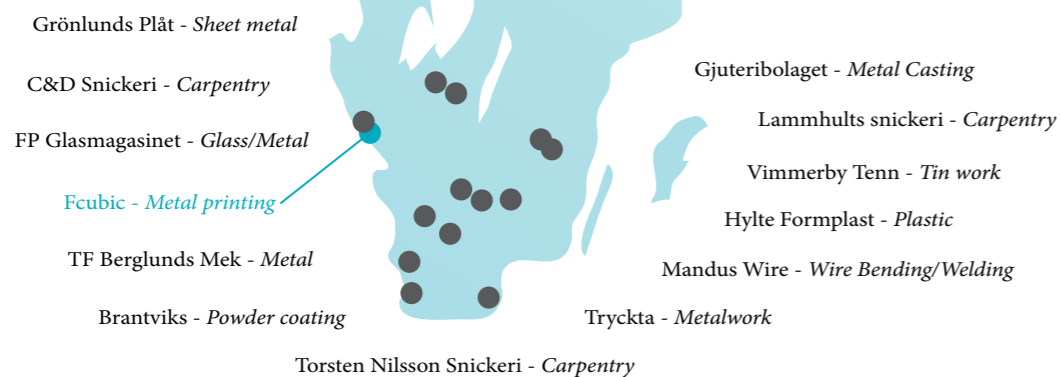 Grönlunds Plåt - Sheet metal
C&D Snickeri - Carpentry
FP Glasmagasinet - Glass/Metal
Fcubic - Metal printing
TF Berglunds Mek - Metal
Brantviks - Powder coating
Torsten Nilsson Snickeri - Carpentry
Gjuteribolaget - Metal Casting
Lammhults snickeri - Carpentry
Vimmerby Tenn - Tin work
Hylte Formplast - Plastic
Mandus Wire - Wire Bending/Welding
Tryckta - Metalwork